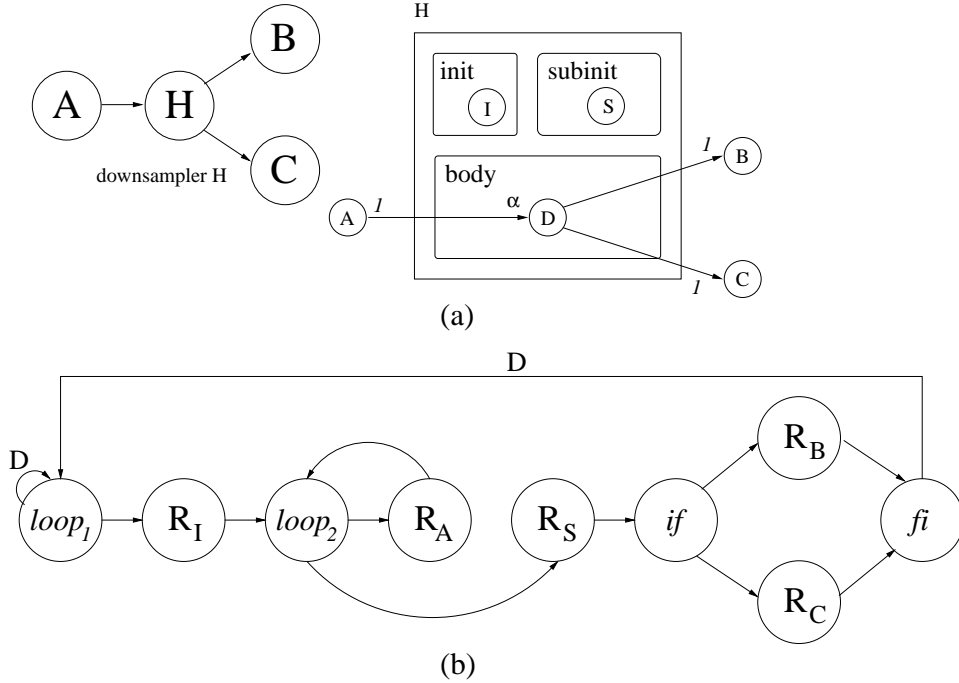 A
H
B
C
downsampler H
H
init
I
subinit
S
body
A
1
α
D
1
B
1
C
(a)
D
D
loop1
RI
loop2
RA
RS
if
RB
RC
fi
(b)